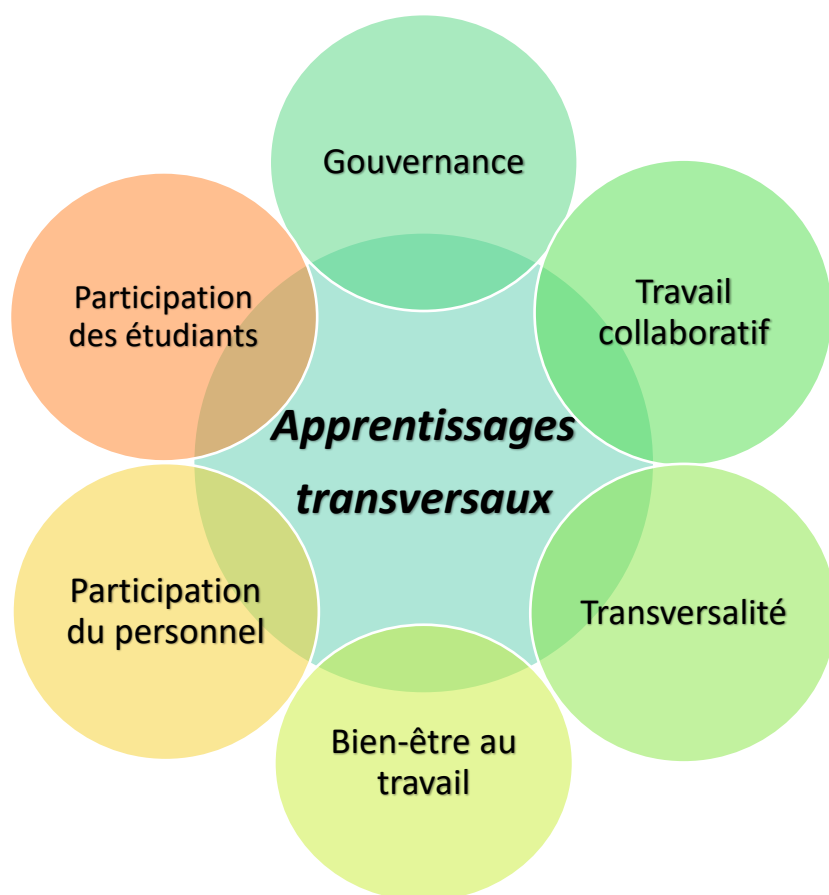 Gouvernance
Travail
collaboratif
Transversalité
Bien-être au
travail
Participation
du personnel
Participation
des étudiants
Apprentissages
transversaux